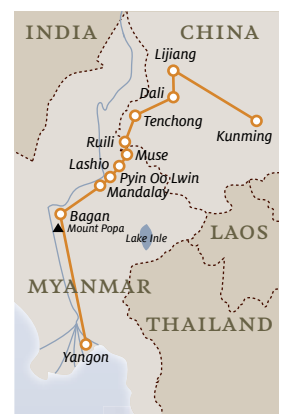 INDIA
CHINA
Lijiang
Dali
Tenchong
Kunming
Ruili
Muse
Lashio
Pyin Oo Lwin
Mandalay
Bagan
Mount Popa
Lake Inle
LAOS
MYANMAR
THAILAND
Yangon